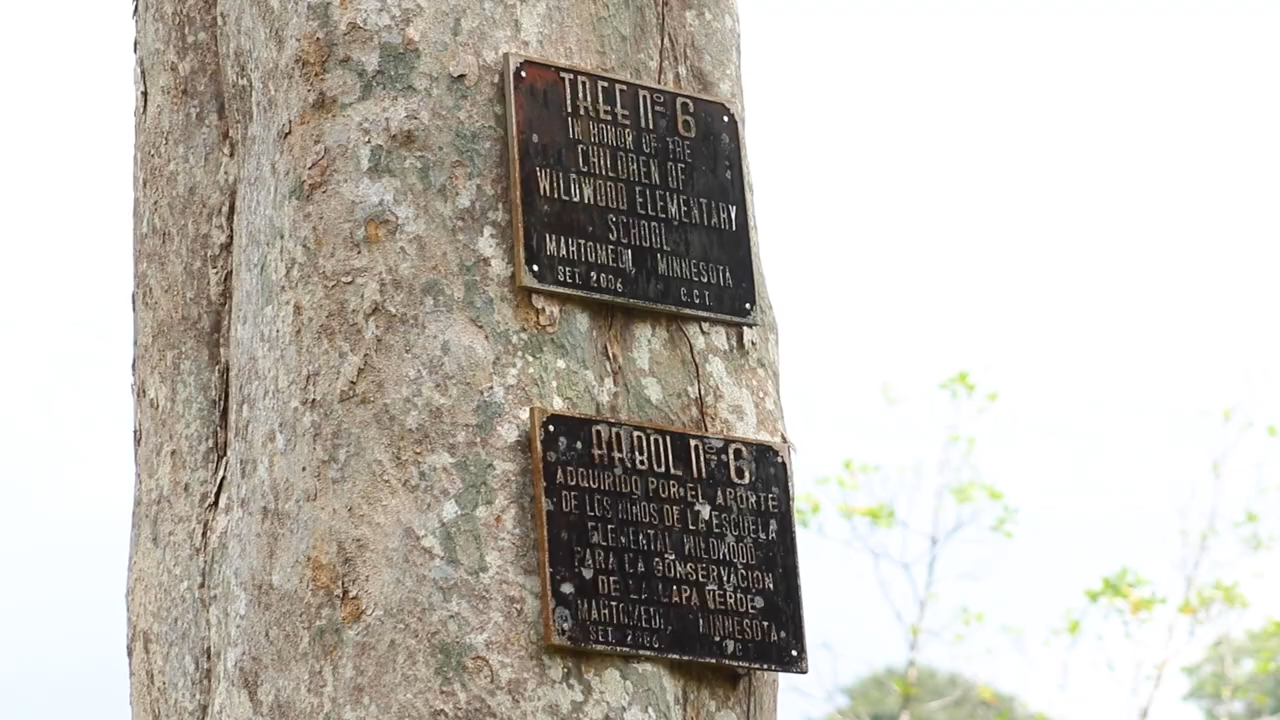 TREE Nº 6
IN HONOR OF THE
CHILDREN OF
WILDWOOD ELEMENTARY
SCHOOL
MAHTOMEDI, MINNESOTA
SET. 2006 C.C.T.
ARBOL Nº 6
ADQUIRIDO POR EL APORTE
DE LOS NIÑOS DE LA ESCUELA
ELEMENTAL WILDWOOD
PARA LA CONSERVACION
DE LA LAPA VERDE
MAHTOMEDI, MINNESOTA
SET. 2006 C.C.T.